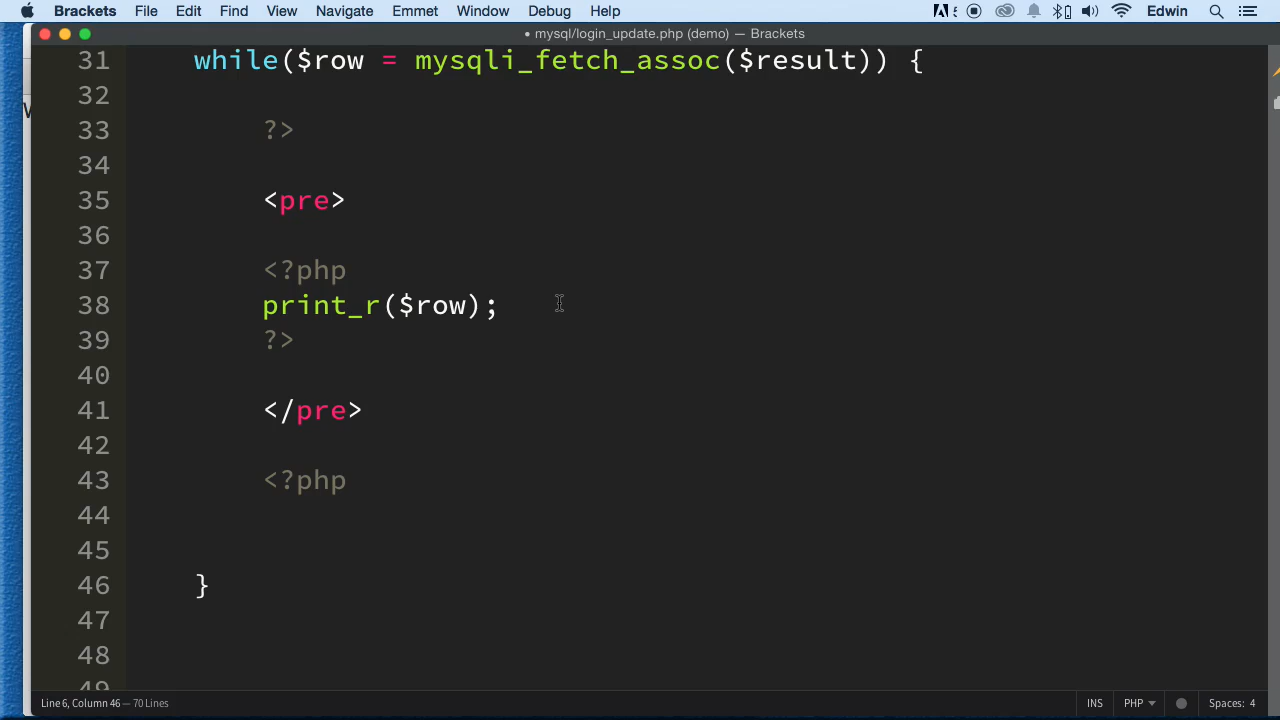 Brackets File Edit Find View Navigate Emmet Window Debug Help Edwin
• mysql/login_update.php (demo) — Brackets
31 while($row = mysqli_fetch_assoc($result)) {
32
33 ?>
34
35 <pre>
36
37 <?php
38 print_r($row);
39 ?>
40
41 </pre>
42
43 <?php
44
45
46 }
47
48
49
Line 6, Column 46 — 70 Lines INS PHP Spaces: 4